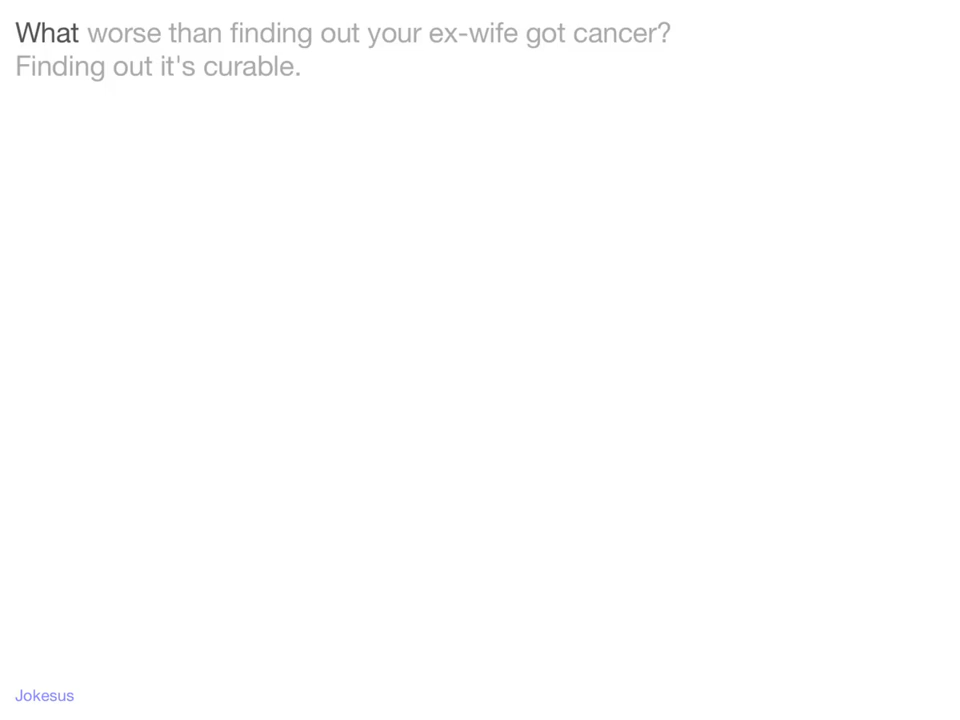 What worse than finding out your ex-wife got cancer?
Finding out it's curable.
Jokesus